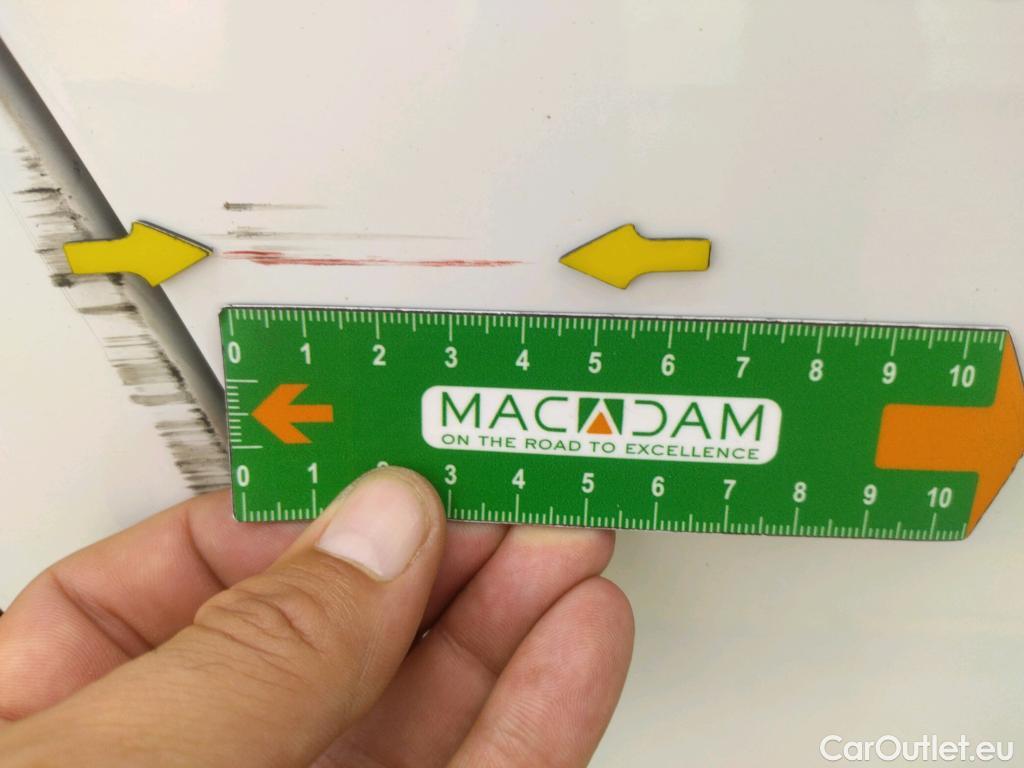 0 1 2 3 4 5 6 7 8 9 10
MACADAM
ON THE ROAD TO EXCELLENCE
0 1 3 4 5 6 7 8 9 10
CarOutlet.eu